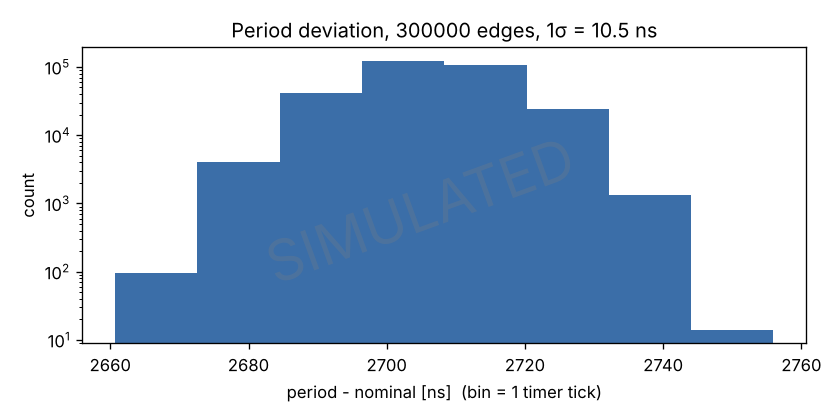 Period deviation, 300000 edges, 1σ = 10.5 ns
10⁵
10⁴
10³
10²
10¹
count
SIMULATED
2660 2680 2700 2720 2740 2760
period - nominal [ns]  (bin = 1 timer tick)